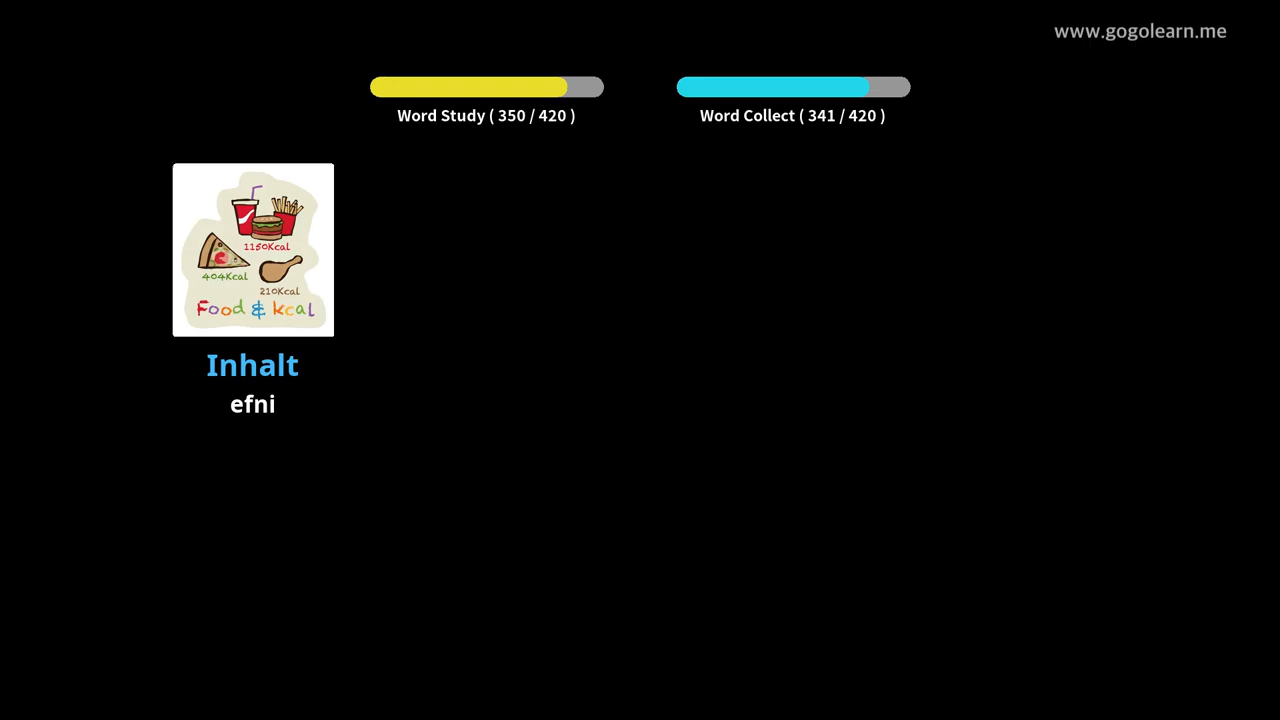 www.gogolearn.me
Word Study ( 350 / 420 )
Word Collect ( 341 / 420 )
1150Kcal
404Kcal
210Kcal
Food & kcal
Inhalt
efni